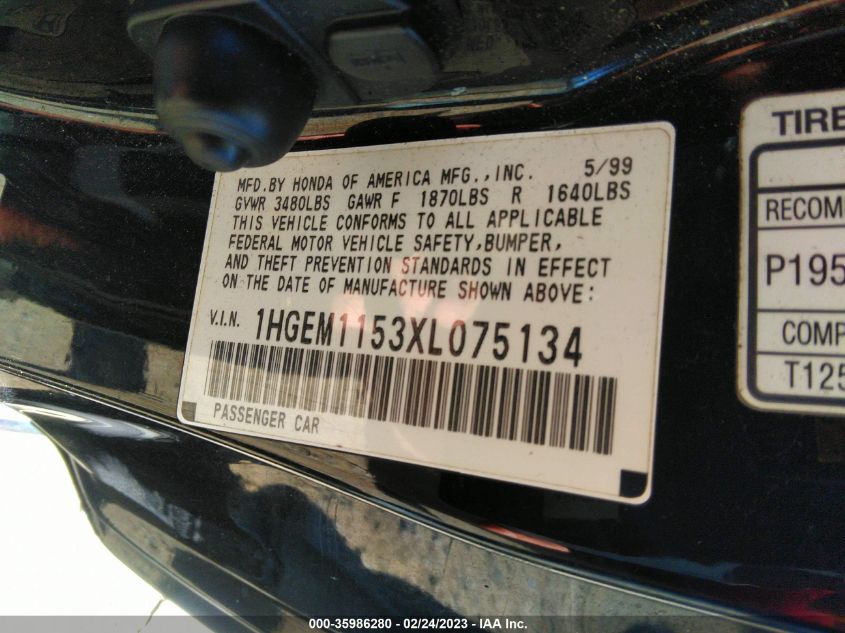 MFD.BY HONDA OF AMERICA MFG.,INC. 5/99
GVWR 3480LBS GAWR F 1870LBS R 1640LBS
THIS VEHICLE CONFORMS TO ALL APPLICABLE
FEDERAL MOTOR VEHICLE SAFETY,BUMPER,
AND THEFT PREVENTION STANDARDS IN EFFECT
ON THE DATE OF MANUFACTURE SHOWN ABOVE:
V.I.N. 1HGEM1153XL075134
PASSENGER CAR
TIRE
RECOM
P195
COMP
T125
000-35986280 - 02/24/2023 - IAA Inc.